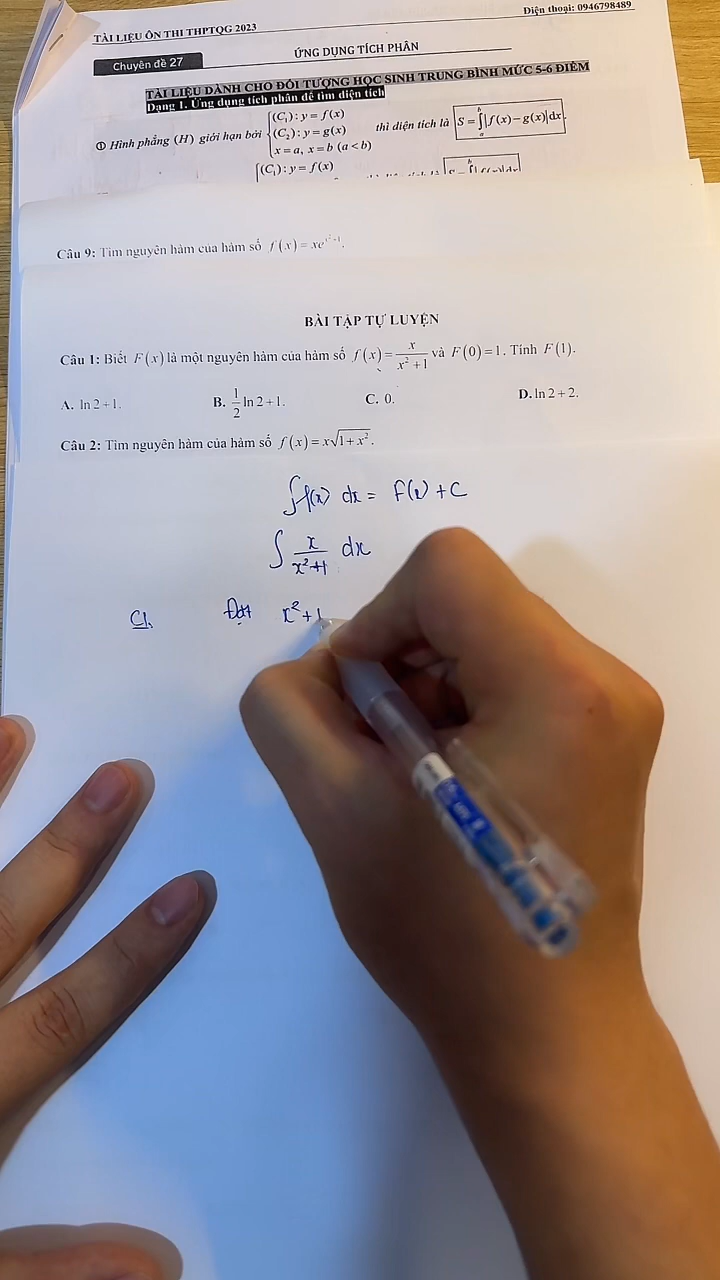 TÀI LIỆU ÔN THI THPTQG 2023
Điện thoại: 0946798489
Chuyên đề 27
ỨNG DỤNG TÍCH PHÂN
TÀI LIỆU DÀNH CHO ĐỐI TƯỢNG HỌC SINH TRUNG BÌNH MỨC 5-6 ĐIỂM
Dạng 1. Ứng dụng tích phân để tìm diện tích
① Hình phẳng (H) giới hạn bởi { (C₁): y = f(x) (C₂): y = g(x) x = a, x = b (a < b) thì diện tích là S = ∫ₐᵇ |f(x) − g(x)| dx.
(C₁): y = f(x)
Câu 9: Tìm nguyên hàm của hàm số f(x) = xe^(x²+1).
BÀI TẬP TỰ LUYỆN
Câu 1: Biết F(x) là một nguyên hàm của hàm số f(x) = x/(x²+1) và F(0) = 1. Tính F(1).
A. ln 2 + 1. B. 1/2 ln 2 + 1. C. 0. D. ln 2 + 2.
Câu 2: Tìm nguyên hàm của hàm số f(x) = x√(1+x²).
∫f(x) dx = F(x) + C
∫ x/(x²+1) dx
C1, Đặt x² + 1